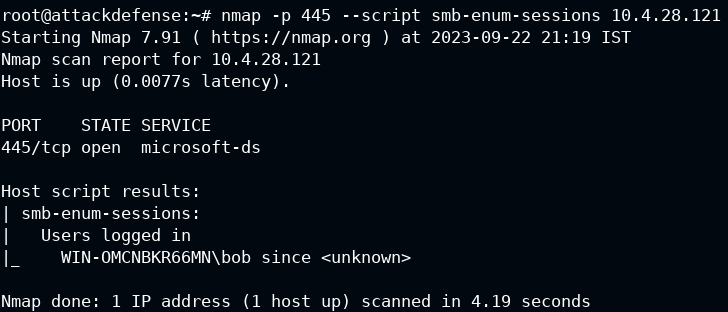 root@attackdefense:~# nmap -p 445 --script smb-enum-sessions 10.4.28.121
Starting Nmap 7.91 ( https://nmap.org ) at 2023-09-22 21:19 IST
Nmap scan report for 10.4.28.121
Host is up (0.0077s latency).

PORT    STATE SERVICE
445/tcp open  microsoft-ds

Host script results:
| smb-enum-sessions:
|   Users logged in
|_    WIN-OMCNBKR66MN\bob since <unknown>

Nmap done: 1 IP address (1 host up) scanned in 4.19 seconds